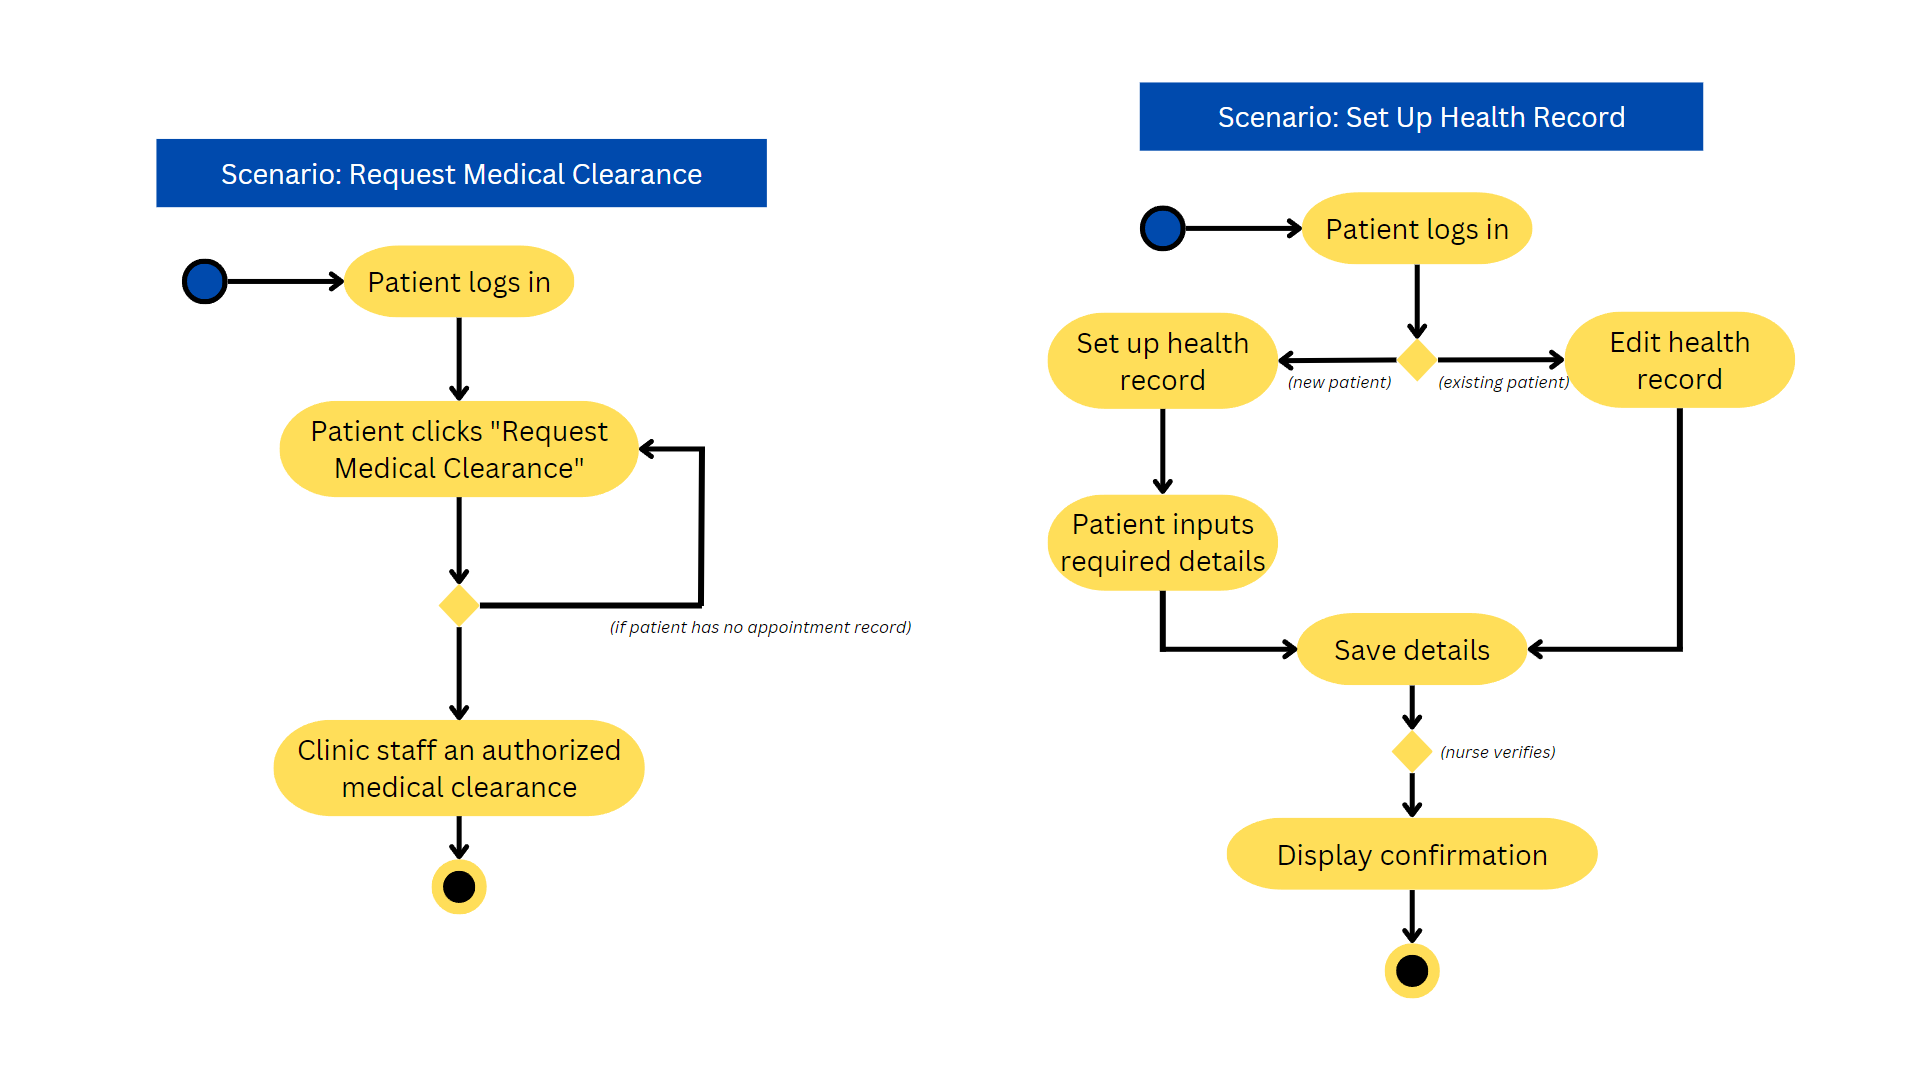 Scenario: Request Medical Clearance
Patient logs in
Patient clicks "Request
Medical Clearance"
(if patient has no appointment record)
Clinic staff an authorized
medical clearance
Scenario: Set Up Health Record
Patient logs in
Set up health
record
(new patient)
(existing patient)
Edit health
record
Patient inputs
required details
Save details
(nurse verifies)
Display confirmation